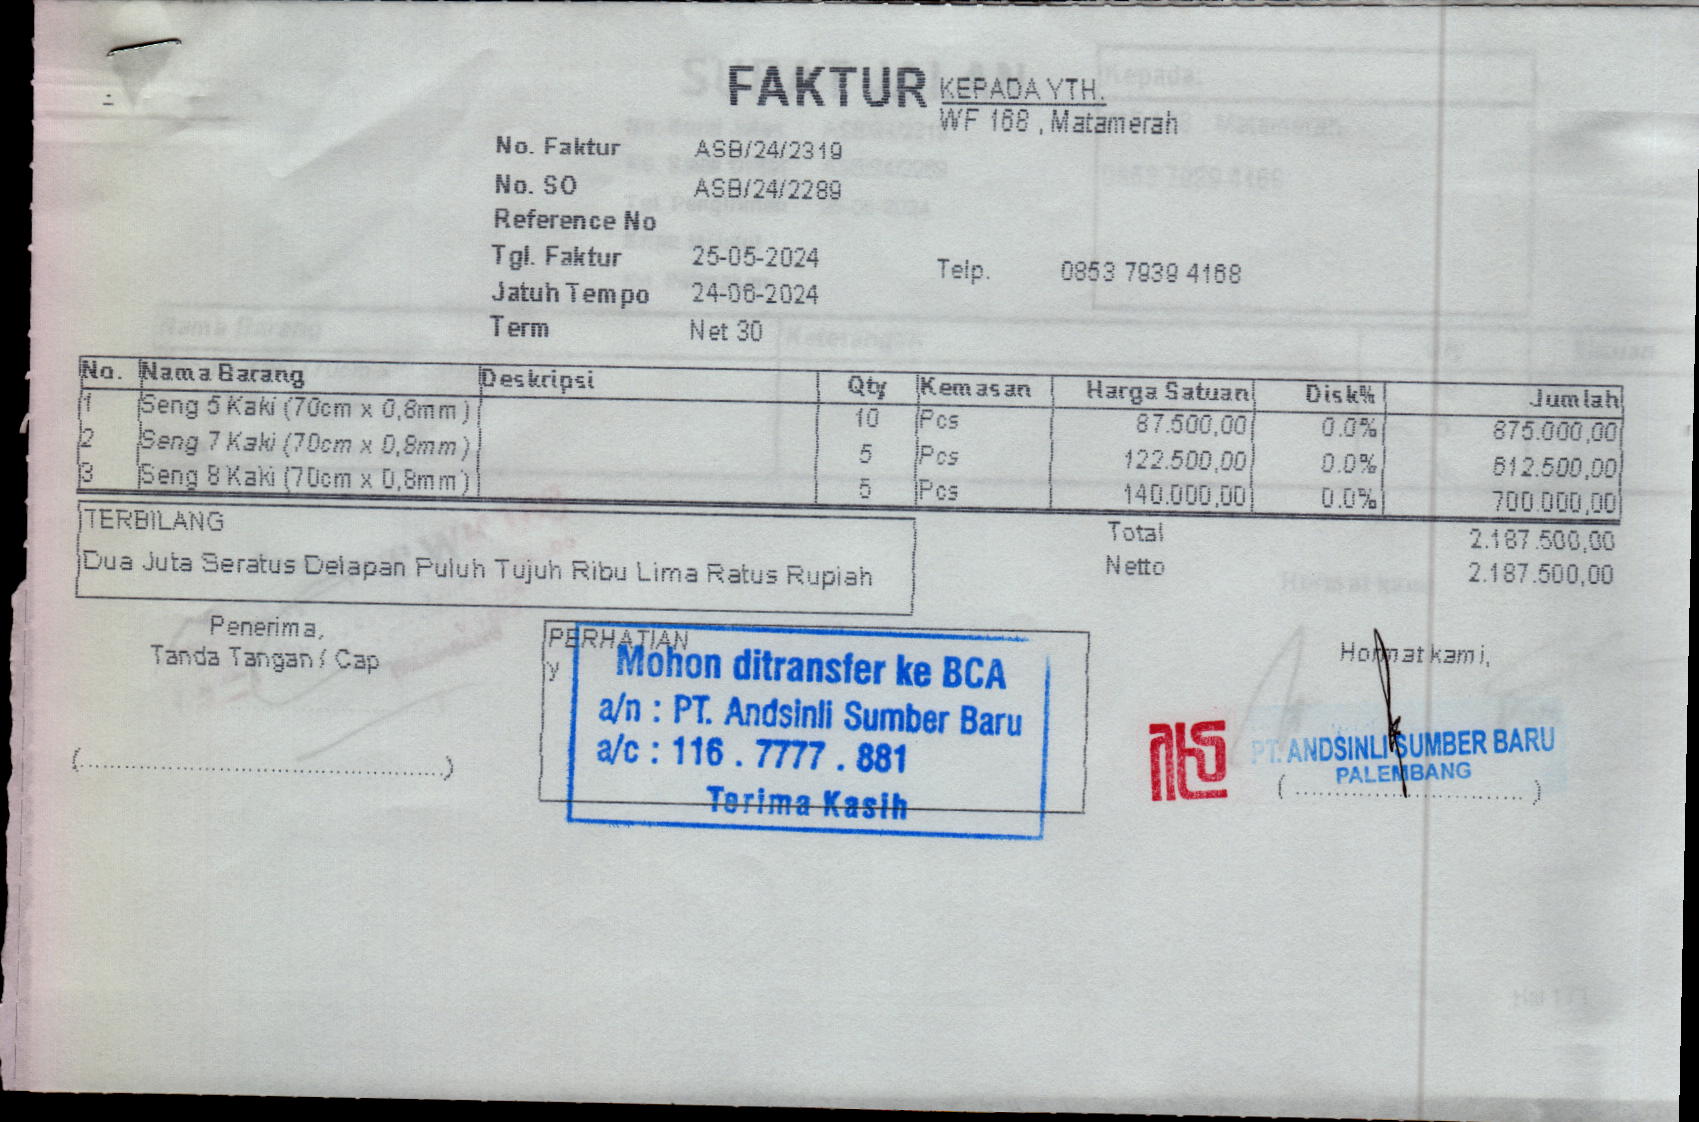 FAKTUR
KEPADA YTH.
WF 168 , Matamerah
No. Faktur ASB/24/2319
No. SO ASB/24/2289
Reference No
Tgl. Faktur 25-05-2024
Telp. 0853 7939 4168
Jatuh Tempo 24-06-2024
Term Net 30
No. Nama Barang Deskripsi Qty Kemasan Harga Satuan Disk% Jumlah
1 Seng 5 Kaki (70cm x 0,8mm) 10 Pcs 87.500,00 0.0% 875.000,00
2 Seng 7 Kaki (70cm x 0,8mm) 5 Pcs 122.500,00 0.0% 612.500,00
3 Seng 8 Kaki (70cm x 0,8mm) 5 Pcs 140.000,00 0.0% 700.000,00
TERBILANG
Dua Juta Seratus Delapan Puluh Tujuh Ribu Lima Ratus Rupiah
Total 2.187.500,00
Netto 2.187.500,00
Penerima,
Tanda Tangan / Cap
(............................................)
PERHATIAN
y
Mohon ditransfer ke BCA
a/n : PT. Andsinli Sumber Baru
a/c : 116 . 7777 . 881
Terima Kasih
Hormat kami,
PT. ANDSINLI SUMBER BARU
PALEMBANG
(............................)